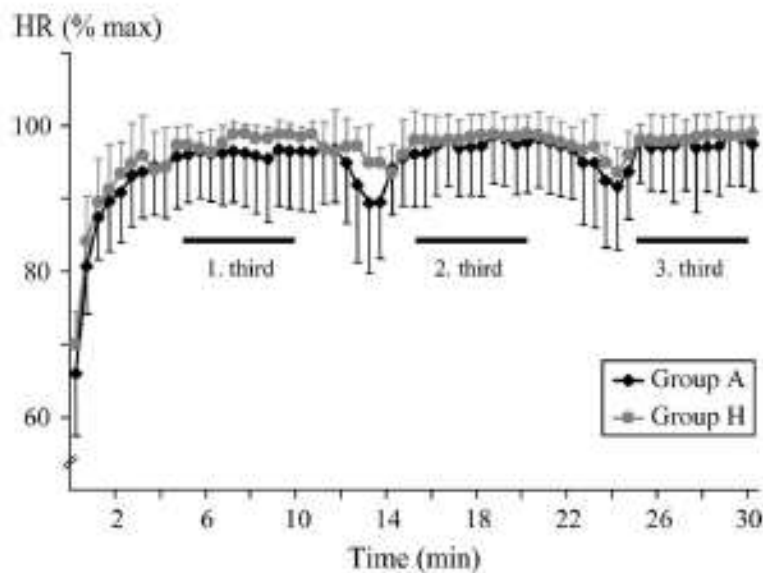 HR (% max)
100
80
60
1. third
2. third
3. third
Group A
Group H
2
6
10
14
18
22
26
30
Time (min)